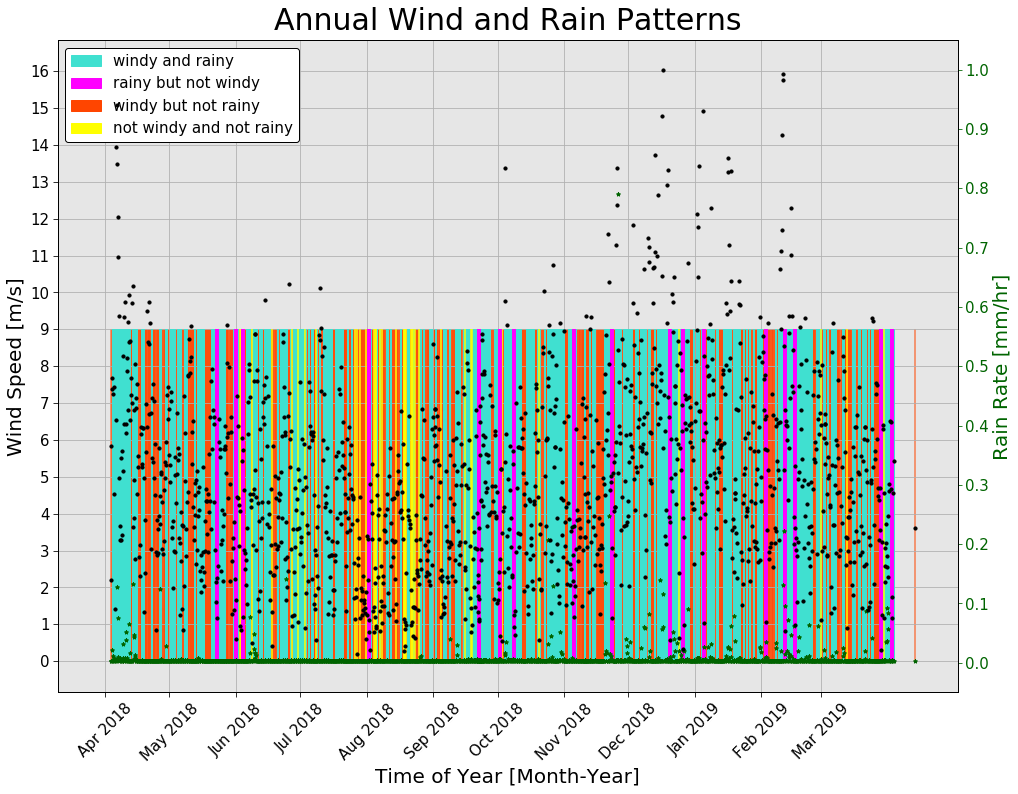 Annual Wind and Rain Patterns
windy and rainy
rainy but not windy
windy but not rainy
not windy and not rainy
16
15
14
13
12
11
10
9
8
7
6
5
4
3
2
1
0
Wind Speed [m/s]
1.0
0.9
0.8
0.7
0.6
0.5
0.4
0.3
0.2
0.1
0.0
Rain Rate [mm/hr]
Apr 2018
May 2018
Jun 2018
Jul 2018
Aug 2018
Sep 2018
Oct 2018
Nov 2018
Dec 2018
Jan 2019
Feb 2019
Mar 2019
Time of Year [Month-Year]